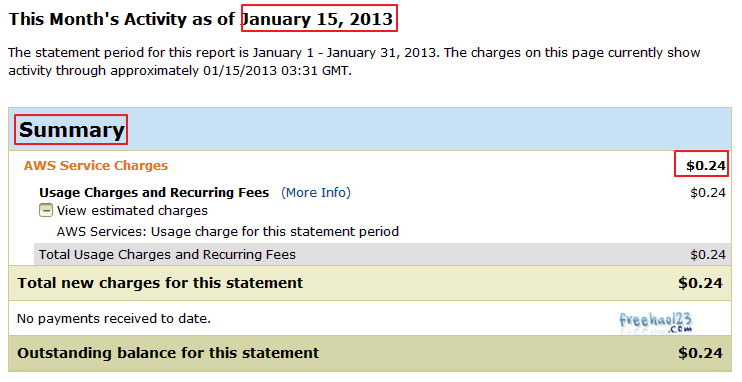 This Month's Activity as of January 15, 2013
The statement period for this report is January 1 - January 31, 2013. The charges on this page currently show
activity through approximately 01/15/2013 03:31 GMT.
Summary
AWS Service Charges $0.24
Usage Charges and Recurring Fees (More Info) $0.24
View estimated charges
AWS Services: Usage charge for this statement period
Total Usage Charges and Recurring Fees $0.24
Total new charges for this statement $0.24
No payments received to date.
freehao123
.com
Outstanding balance for this statement $0.24